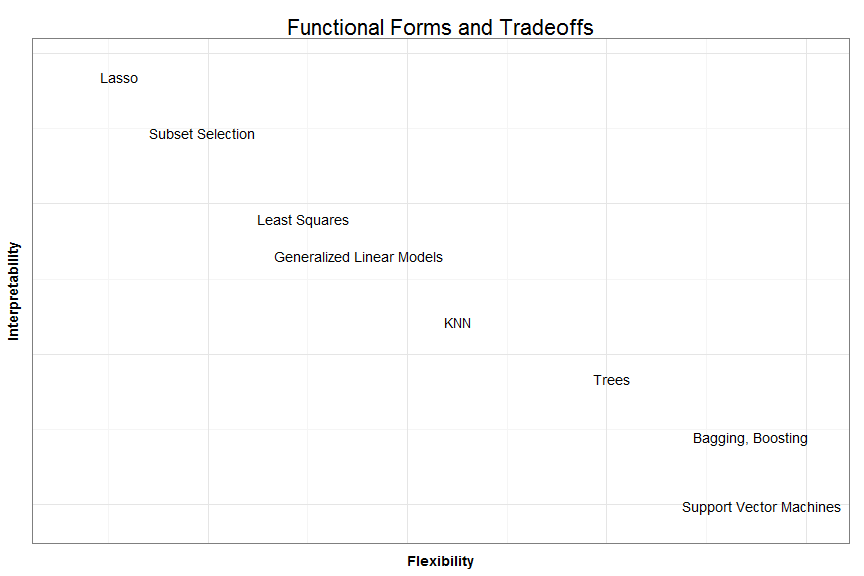 Functional Forms and Tradeoffs
Lasso
Subset Selection
Least Squares
Generalized Linear Models
KNN
Trees
Bagging, Boosting
Support Vector Machines
Interpretability
Flexibility